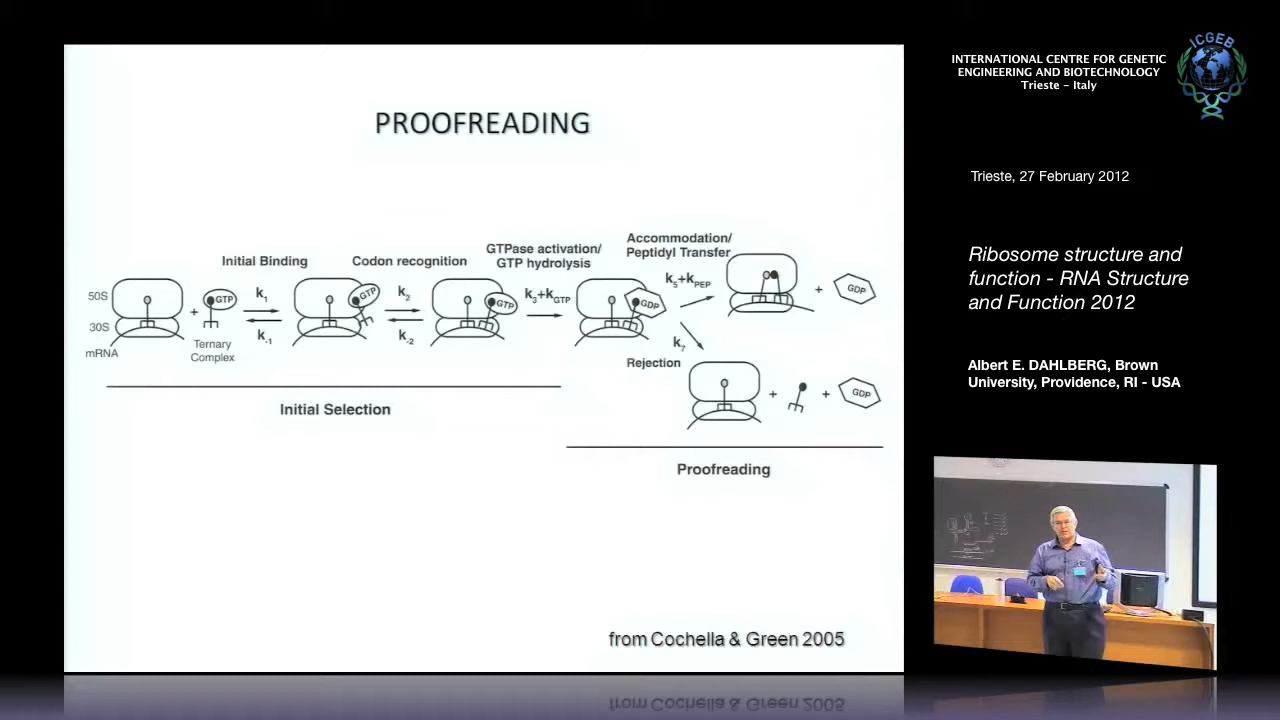 PROOFREADING
Initial Binding
Codon recognition
GTPase activation/
GTP hydrolysis
Accommodation/
Peptidyl Transfer
50S
30S
mRNA
+
GTP
Ternary
Complex
k1
k-1
GTP
k2
k-2
GTP
k3+kGTP
GDP
k5+kPEP
+
GDP
k7
Rejection
+
+
GDP
Initial Selection
Proofreading
from Cochella & Green 2005
INTERNATIONAL CENTRE FOR GENETIC
ENGINEERING AND BIOTECHNOLOGY
Trieste - Italy
ICGEB
Trieste, 27 February 2012
Ribosome structure and
function - RNA Structure
and Function 2012
Albert E. DAHLBERG, Brown
University, Providence, RI - USA